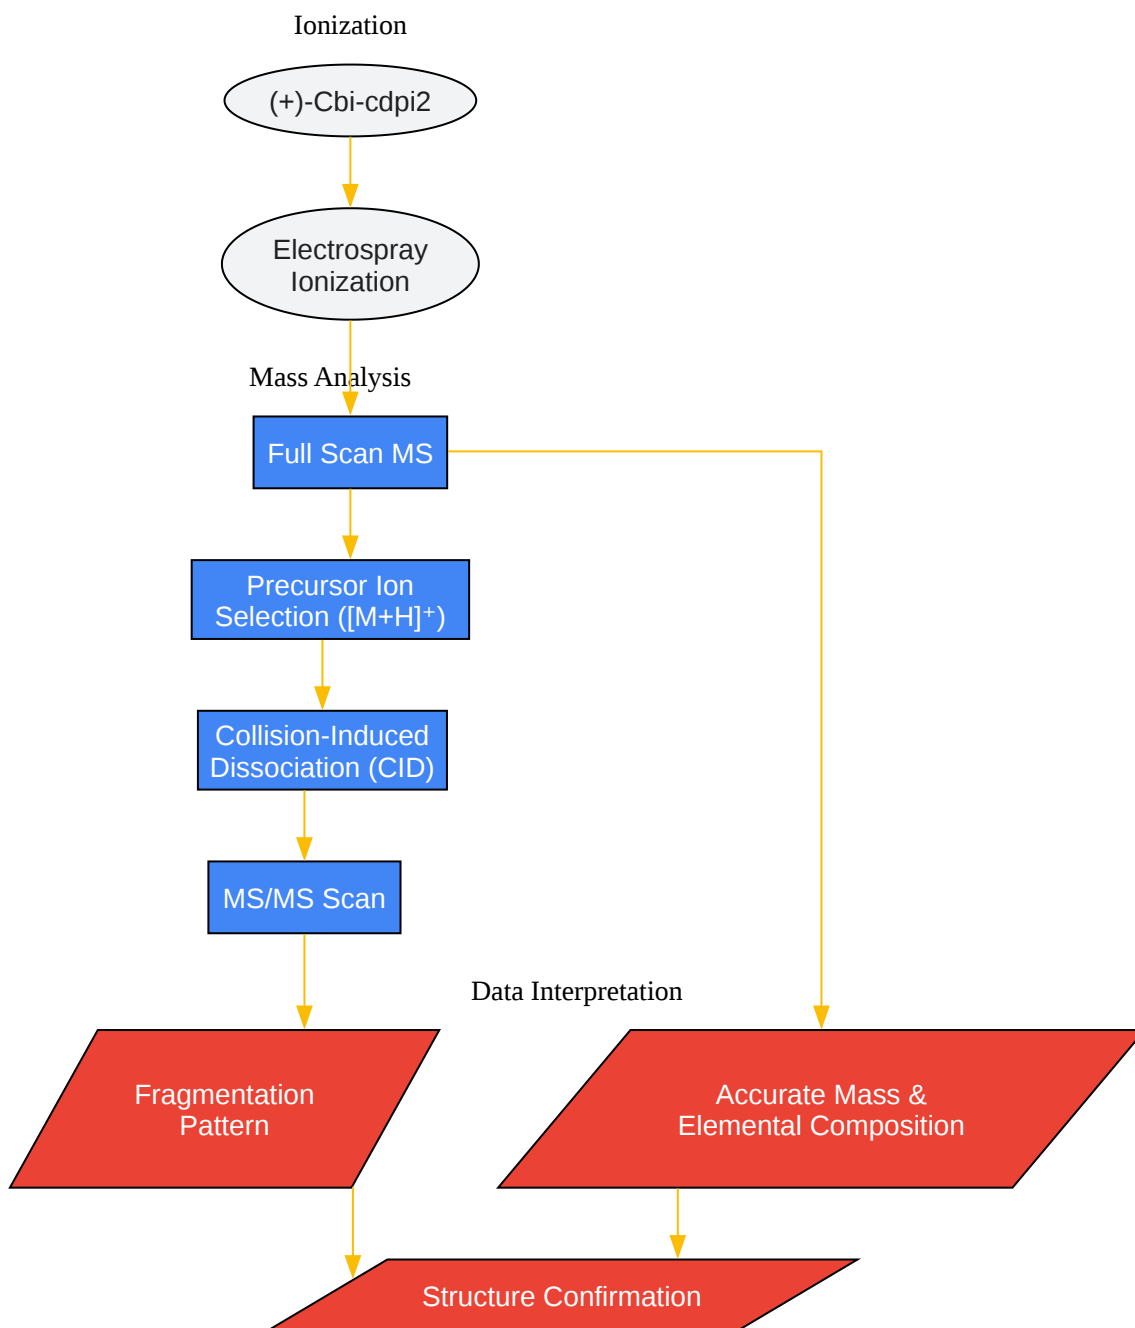 Ionization
(+)-Cbi-cdpi2
Electrospray
Ionization
Mass Analysis
Full Scan MS
Precursor Ion
Selection ([M+H]⁺)
Collision-Induced
Dissociation (CID)
MS/MS Scan
Data Interpretation
Fragmentation
Pattern
Accurate Mass &
Elemental Composition
Structure Confirmation